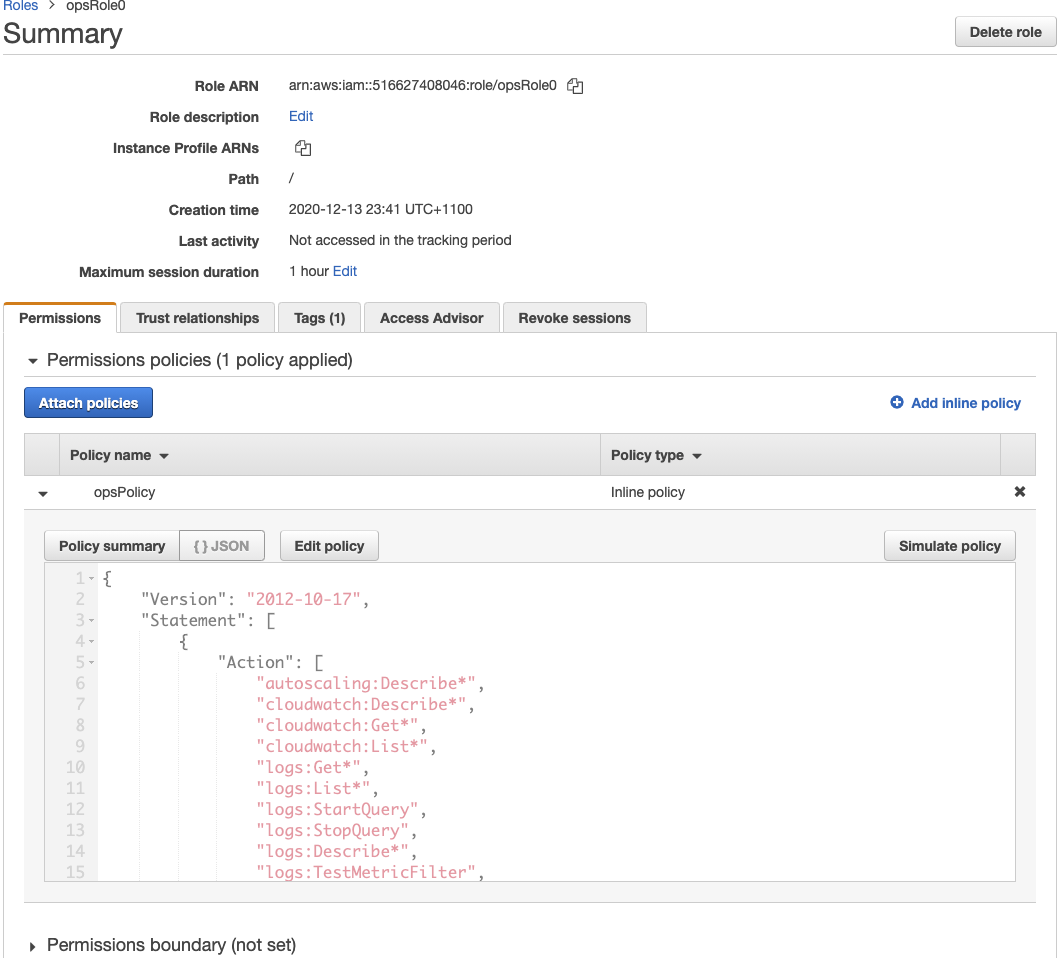 Roles > opsRole0
Summary
Delete role
Role ARN arn:aws:iam::516627408046:role/opsRole0
Role description Edit
Instance Profile ARNs
Path /
Creation time 2020-12-13 23:41 UTC+1100
Last activity Not accessed in the tracking period
Maximum session duration 1 hour Edit
Permissions Trust relationships Tags (1) Access Advisor Revoke sessions
Permissions policies (1 policy applied)
Attach policies Add inline policy
Policy name Policy type
opsPolicy Inline policy
Policy summary { } JSON Edit policy Simulate policy
1 {
2 "Version": "2012-10-17",
3 "Statement": [
4 {
5 "Action": [
6 "autoscaling:Describe*",
7 "cloudwatch:Describe*",
8 "cloudwatch:Get*",
9 "cloudwatch:List*",
10 "logs:Get*",
11 "logs:List*",
12 "logs:StartQuery",
13 "logs:StopQuery",
14 "logs:Describe*",
15 "logs:TestMetricFilter",
Permissions boundary (not set)